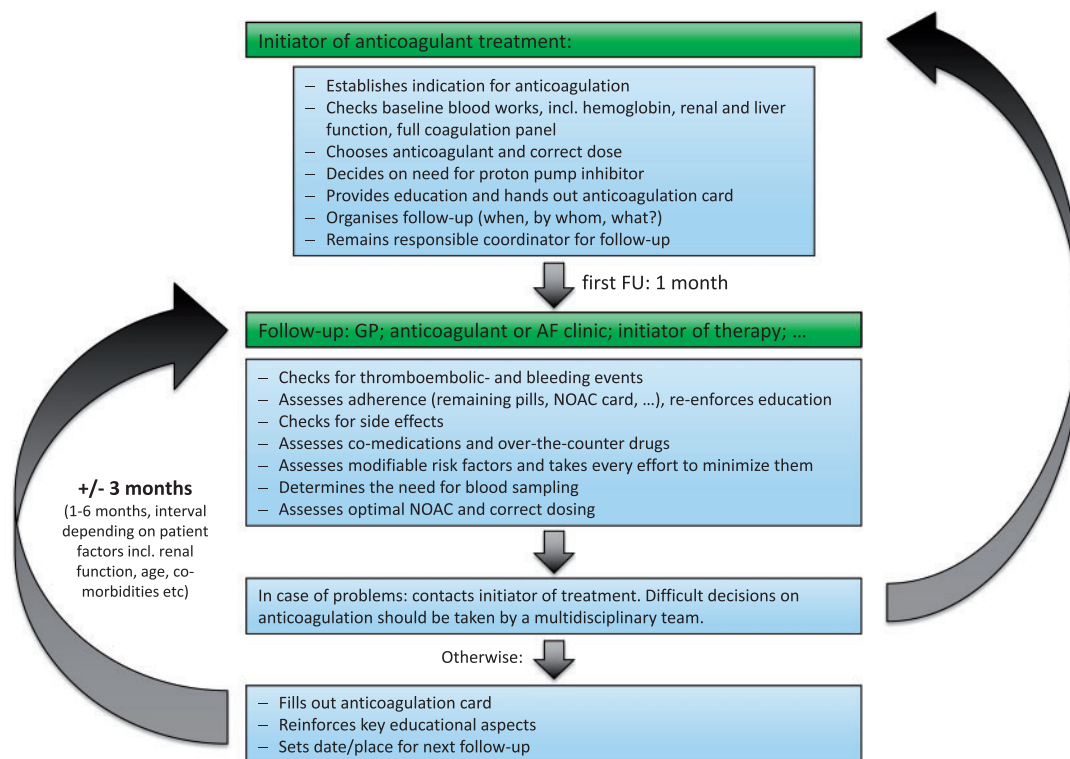 Initiator of anticoagulant treatment:
– Establishes indication for anticoagulation
– Checks baseline blood works, incl. hemoglobin, renal and liver
function, full coagulation panel
– Chooses anticoagulant and correct dose
– Decides on need for proton pump inhibitor
– Provides education and hands out anticoagulation card
– Organises follow-up (when, by whom, what?)
– Remains responsible coordinator for follow-up
first FU: 1 month
Follow-up: GP; anticoagulant or AF clinic; initiator of therapy; ...
– Checks for thromboembolic- and bleeding events
– Assesses adherence (remaining pills, NOAC card, ...), re-enforces education
– Checks for side effects
– Assesses co-medications and over-the-counter drugs
– Assesses modifiable risk factors and takes every effort to minimize them
– Determines the need for blood sampling
– Assesses optimal NOAC and correct dosing
+/- 3 months
(1-6 months, interval
depending on patient
factors incl. renal
function, age, co-
morbidities etc)
In case of problems: contacts initiator of treatment. Difficult decisions on
anticoagulation should be taken by a multidisciplinary team.
Otherwise:
– Fills out anticoagulation card
– Reinforces key educational aspects
– Sets date/place for next follow-up